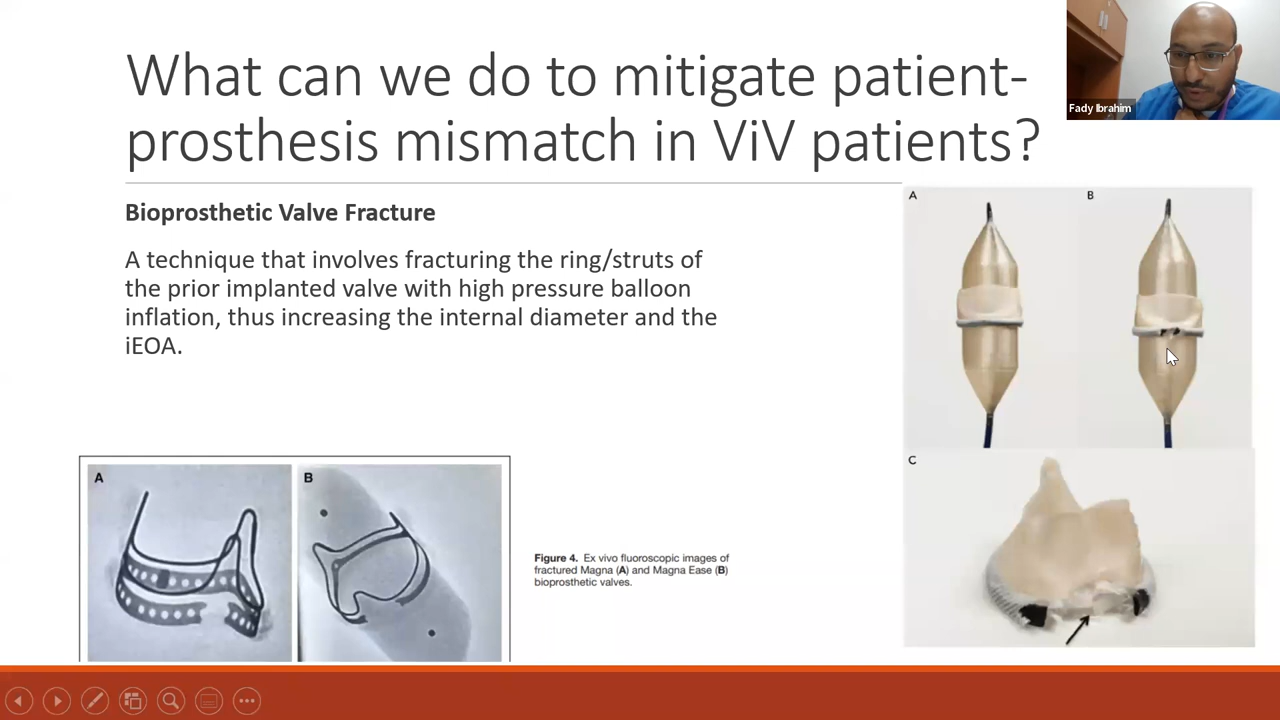 What can we do to mitigate patient-
prosthesis mismatch in ViV patients?
Fady Ibrahim
Bioprosthetic Valve Fracture
A technique that involves fracturing the ring/struts of
the prior implanted valve with high pressure balloon
inflation, thus increasing the internal diameter and the
iEOA.
A
B
C
A
B
Figure 4. Ex vivo fluoroscopic images of
fractured Magna (A) and Magna Ease (B)
bioprosthetic valves.